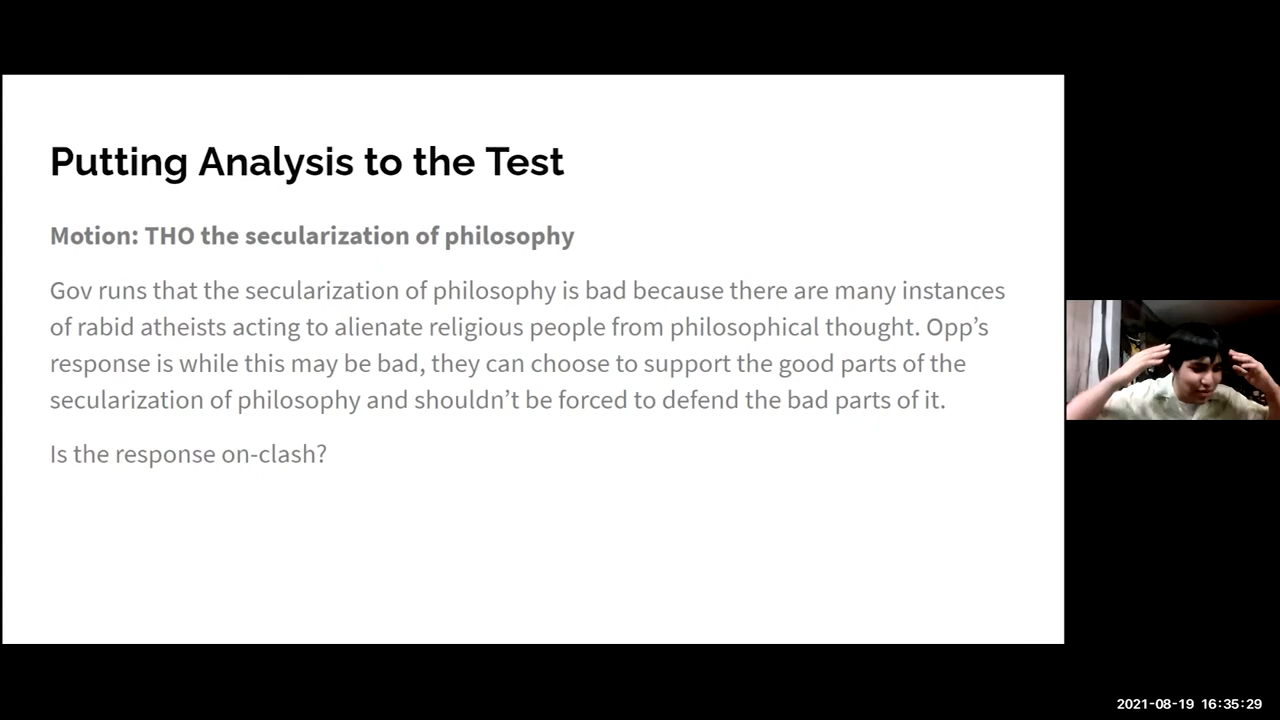 Putting Analysis to the Test
Motion: THO the secularization of philosophy
Gov runs that the secularization of philosophy is bad because there are many instances
of rabid atheists acting to alienate religious people from philosophical thought. Opp’s
response is while this may be bad, they can choose to support the good parts of the
secularization of philosophy and shouldn’t be forced to defend the bad parts of it.
Is the response on-clash?
2021-08-19 16:35:29